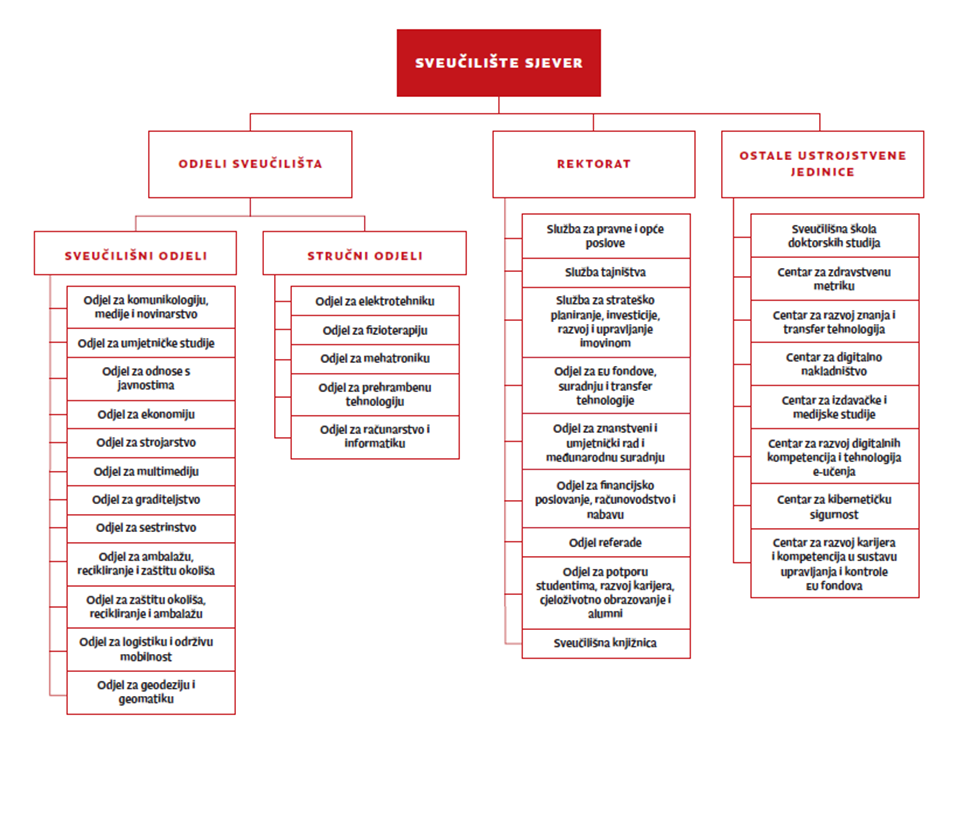 SVEUČILIŠTE SJEVER
ODJELI SVEUČILIŠTA
SVEUČILIŠNI ODJELI
Odjel za komunikologiju,
medije i novinarstvo
Odjel za umjetničke studije
Odjel za odnose s
javnostima
Odjel za ekonomiju
Odjel za strojarstvo
Odjel za multimediju
Odjel za graditeljstvo
Odjel za sestrinstvo
Odjel za ambalažu,
recikliranje i zaštitu okoliša
Odjel za zaštitu okoliša,
recikliranje i ambalažu
Odjel za logistiku i održivu
mobilnost
Odjel za geodeziju i
geomatiku
STRUČNI ODJELI
Odjel za elektrotehniku
Odjel za fizioterapiju
Odjel za mehatroniku
Odjel za prehrambenu
tehnologiju
Odjel za računarstvo i
informatiku
REKTORAT
Služba za pravne i opće
poslove
Služba tajništva
Služba za strateško
planiranje, investicije,
razvoj i upravljanje
imovinom
Odjel za EU fondove,
suradnju i transfer
tehnologije
Odjel za znanstveni i
umjetnički rad i
međunarodnu suradnju
Odjel za financijsko
poslovanje, računovodstvo i
nabavu
Odjel referade
Odjel za potporu
studentima, razvoj karijera,
cjeloživotno obrazovanje i
alumni
Sveučilišna knjižnica
OSTALE USTROJSTVENE
JEDINICE
Sveučilišna škola
doktorskih studija
Centar za zdravstvenu
metriku
Centar za razvoj znanja i
transfer tehnologija
Centar za digitalno
nakladništvo
Centar za izdavačke i
medijske studije
Centar za razvoj digitalnih
kompetencija i tehnologija
e-učenja
Centar za kibernetičku
sigurnost
Centar za razvoj karijera
i kompetencija u sustavu
upravljanja i kontrole
EU fondova